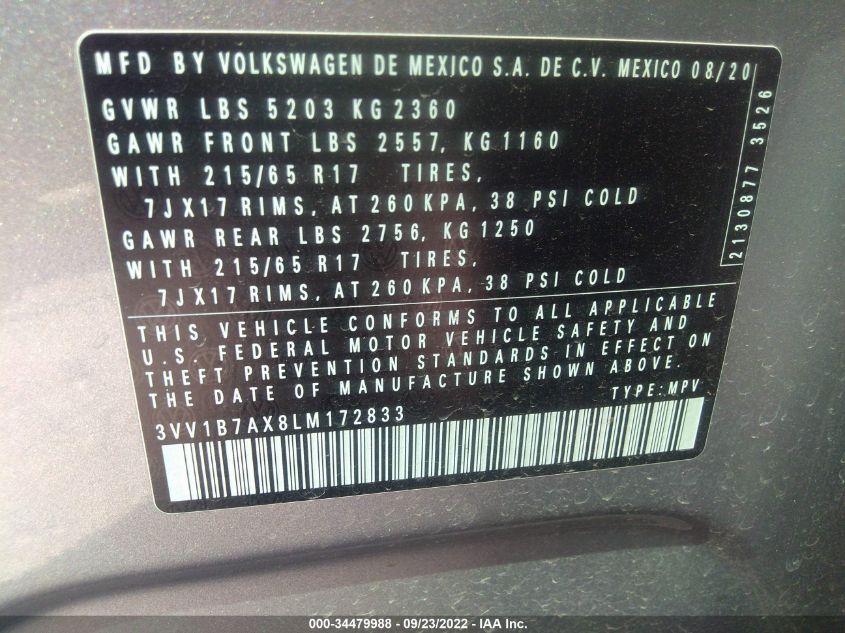 MFD BY VOLKSWAGEN DE MEXICO S.A. DE C.V. MEXICO 08/20
GVWR LBS 5203 KG 2360
GAWR FRONT LBS 2557, KG 1160
WITH 215/65 R17 TIRES,
7JX17 RIMS, AT 260 KPA, 38 PSI COLD
GAWR REAR LBS 2756, KG 1250
WITH 215/65 R17 TIRES,
7JX17 RIMS, AT 260 KPA, 38 PSI COLD
2130877 3526
THIS VEHICLE CONFORMS TO ALL APPLICABLE
U.S. FEDERAL MOTOR VEHICLE SAFETY AND
THEFT PREVENTION STANDARDS IN EFFECT ON
THE DATE OF MANUFACTURE SHOWN ABOVE.
TYPE: MPV
3VV1B7AX8LM172833
000-34479988 - 09/23/2022 - IAA Inc.